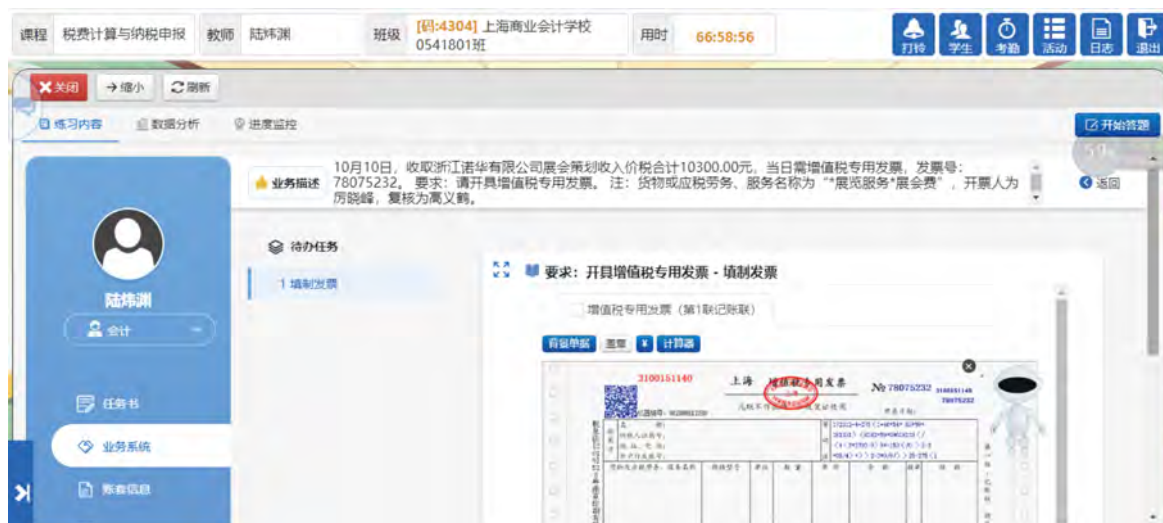 课程 税费计算与纳税申报 教师 陆炜渊 班级 [码:4304] 上海商业会计学校 0541801班 用时 66:58:56
打铃 学生 考勤 活动 日志 退出
关闭 缩小 刷新
练习内容 数据分析 进度监控 开始答题
业务描述 10月10日，收取浙江诺华有限公司展会策划收入价税合计10300.00元，当日需增值税专用发票，发票号：
78075232。 要求：请开具增值税专用发票。 注：货物或应税劳务、服务名称为 “*展览服务*展会费” ，开票人为
厉晓峰，复核为高义鹤。
返回
待办任务
1 填制发票
要求：开具增值税专用发票 - 填制发票
增值税专用发票（第1联记账联）
背景单据 盖章 ¥ 计算器
陆炜渊
会计
任务书
业务系统
账套信息
3100151140 上海 增值税专用发票 № 78075232 3100151140
78075232